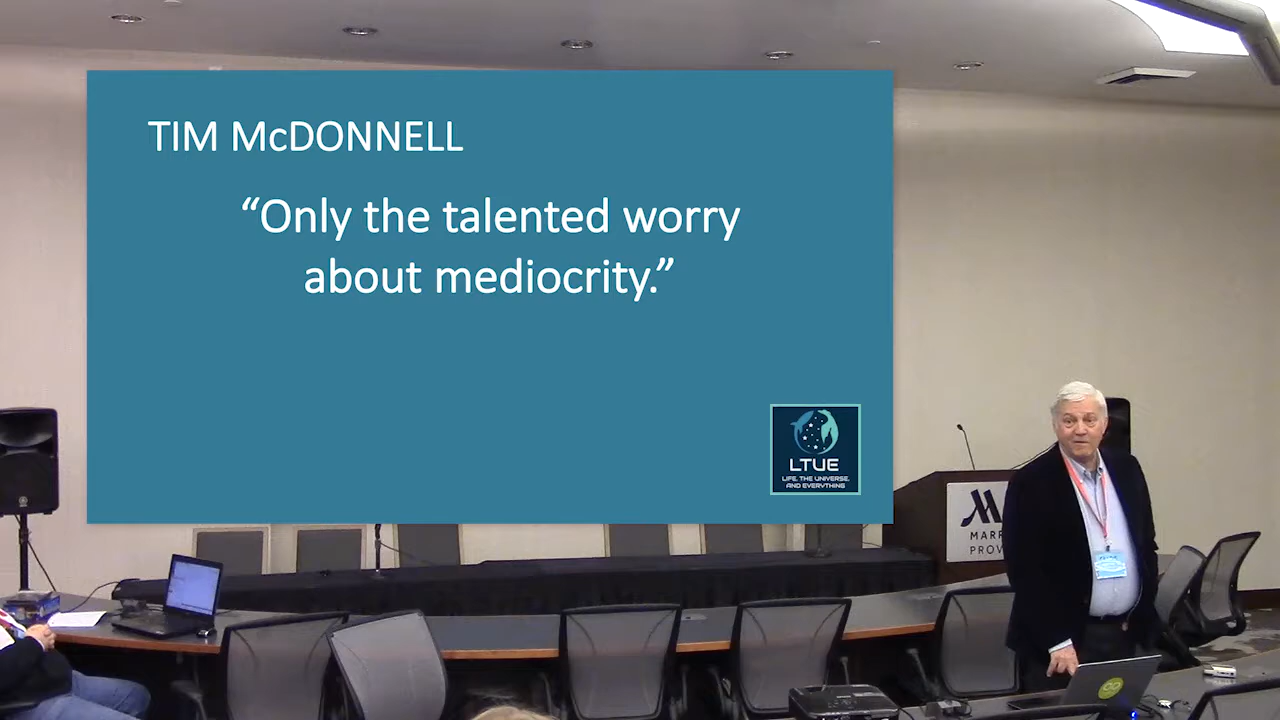 TIM McDONNELL
“Only the talented worry
about mediocrity.”
LTUE
LIFE, THE UNIVERSE,
AND EVERYTHING